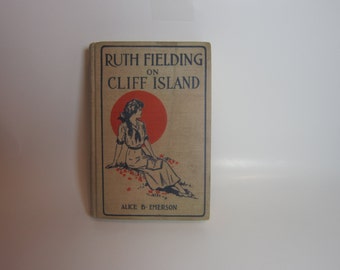 RUTH FIELDING
ON
CLIFF ISLAND
ALICE B. EMERSON